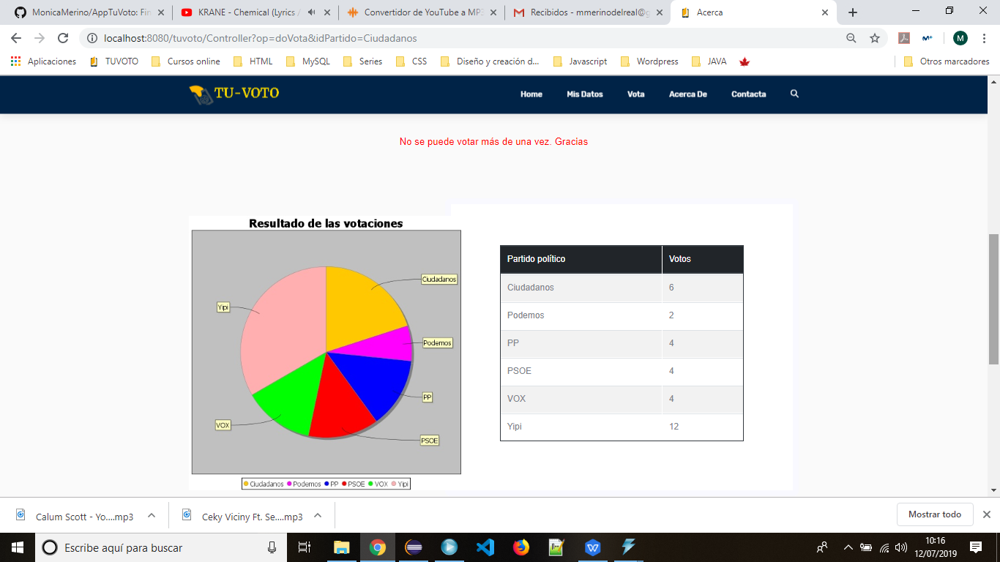 MonicaMerino/AppTuVoto: Fin
KRANE - Chemical (Lyrics /
Convertidor de YouTube a MP3
Recibidos - mmerinodelreal@g
Acerca
localhost:8080/tuvoto/Controller?op=doVota&idPartido=Ciudadanos
M
Aplicaciones
TUVOTO
Cursos online
HTML
MySQL
Series
CSS
Diseño y creación d...
Javascript
Wordpress
JAVA
Otros marcadores
TU-VOTO
Home
Mis Datos
Vota
Acerca De
Contacta
No se puede votar más de una vez. Gracias
Resultado de las votaciones
Ciudadanos
Yipi
Podemos
PP
VOX
PSOE
Ciudadanos Podemos PP PSOE VOX Yipi
Partido político Votos
Ciudadanos 6
Podemos 2
PP 4
PSOE 4
VOX 4
Yipi 12
Calum Scott - Yo....mp3
Ceky Viciny Ft. Se....mp3
Mostrar todo
Escribe aquí para buscar
10:16
12/07/2019